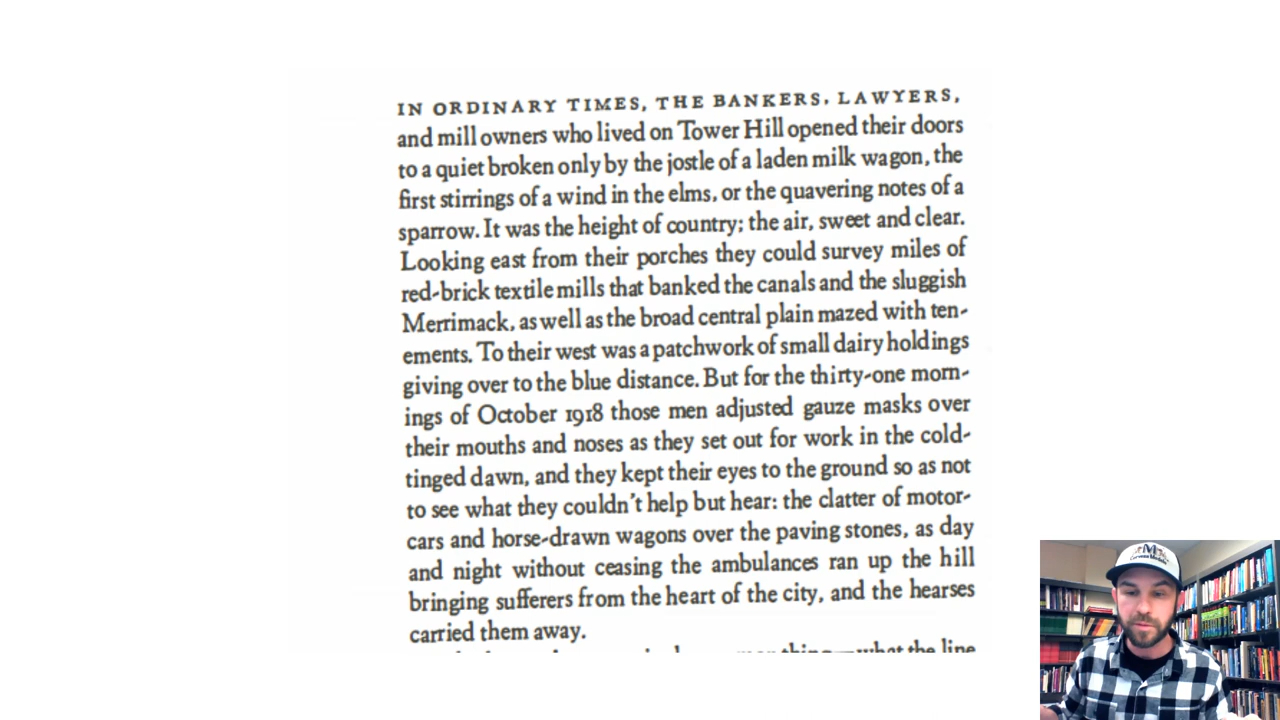 IN ORDINARY TIMES, THE BANKERS, LAWYERS,
and mill owners who lived on Tower Hill opened their doors
to a quiet broken only by the jostle of a laden milk wagon, the
first stirrings of a wind in the elms, or the quavering notes of a
sparrow. It was the height of country; the air, sweet and clear.
Looking east from their porches they could survey miles of
red-brick textile mills that banked the canals and the sluggish
Merrimack, as well as the broad central plain mazed with ten-
ements. To their west was a patchwork of small dairy holdings
giving over to the blue distance. But for the thirty-one morn-
ings of October 1918 those men adjusted gauze masks over
their mouths and noses as they set out for work in the cold-
tinged dawn, and they kept their eyes to the ground so as not
to see what they couldn't help but hear: the clatter of motor-
cars and horse-drawn wagons over the paving stones, as day
and night without ceasing the ambulances ran up the hill
bringing sufferers from the heart of the city, and the hearses
carried them away.
thing—what the line
M